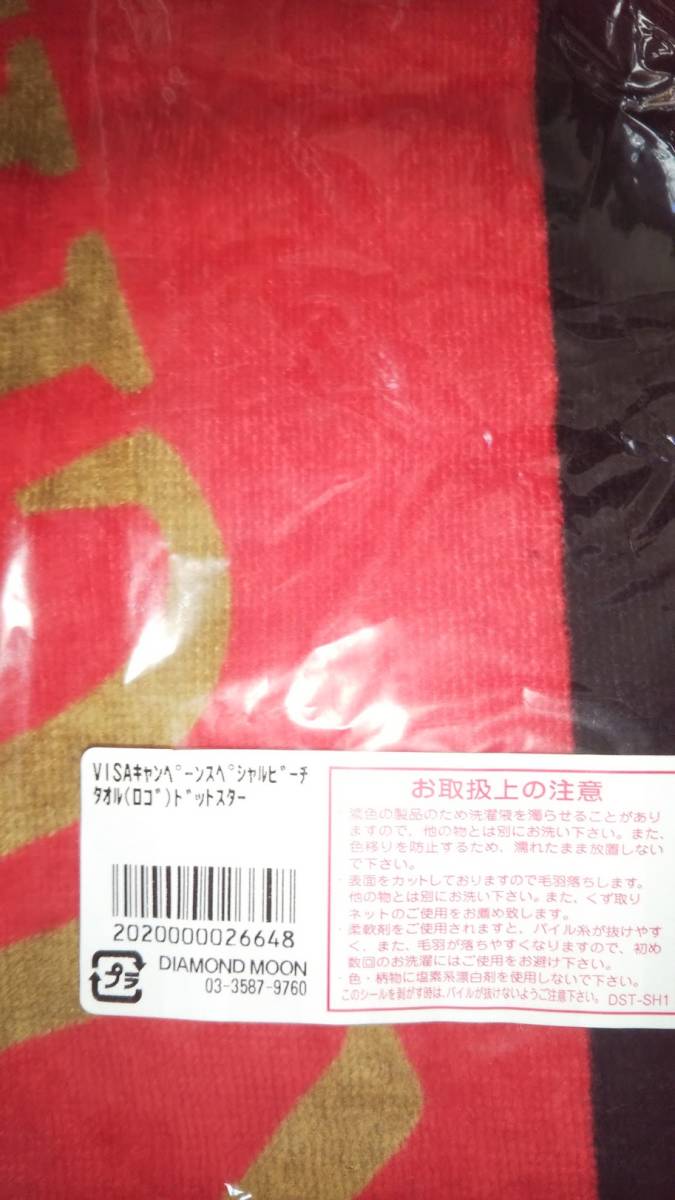 VISAキャンペーンスペシャルビーチ
タオル(ロゴ)ドットスター
2020000026648
プラ
DIAMOND MOON
03-3587-9760
お取扱上の注意
・濃色の製品のため洗濯液を濁らせることがあり
ますので、他の物とは別にお洗い下さい。また、
色移りを防止するため、濡れたまま放置しない
で下さい。
・表面をカットしておりますので毛羽落ちします。
他の物とは別にお洗い下さい。また、くず取り
ネットのご使用をお薦め致します。
・柔軟剤をご使用されますと、パイル糸が抜けやす
く、また、毛羽が落ちやすくなりますので、初め
数回のお洗濯にはご使用をお避け下さい。
・色・柄物に塩素系漂白剤を使用しないで下さい。
このシールを剥がす時は、パイルが抜けないようご注意下さい。 DST-SH1